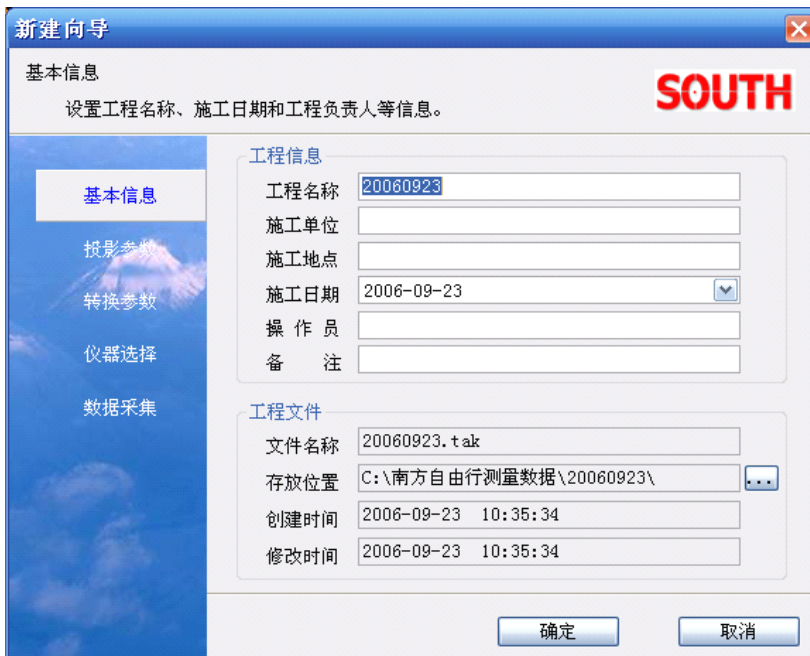 新建向导
基本信息
设置工程名称、施工日期和工程负责人等信息。
SOUTH
基本信息
投影参数
转换参数
仪器选择
数据采集
工程信息
工程名称 20060923
施工单位
施工地点
施工日期 2006-09-23
操 作 员
备 注
工程文件
文件名称 20060923.tak
存放位置 C:\南方自由行测量数据\20060923\ ...
创建时间 2006-09-23 10:35:34
修改时间 2006-09-23 10:35:34
确定 取消